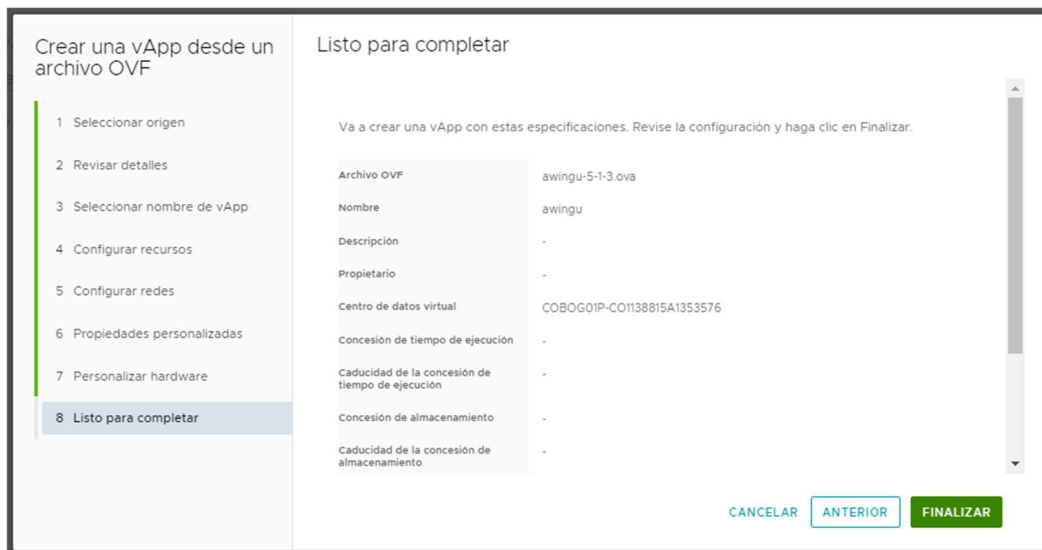 Crear una vApp desde un
archivo OVF
1 Seleccionar origen
2 Revisar detalles
3 Seleccionar nombre de vApp
4 Configurar recursos
5 Configurar redes
6 Propiedades personalizadas
7 Personalizar hardware
8 Listo para completar
Listo para completar
Va a crear una vApp con estas especificaciones. Revise la configuración y haga clic en Finalizar.
Archivo OVF awingu-5-1-3.ova
Nombre awingu
Descripción -
Propietario -
Centro de datos virtual COBOG01P-CO1138815A1353576
Concesión de tiempo de ejecución -
Caducidad de la concesión de -
tiempo de ejecución
Concesión de almacenamiento -
Caducidad de la concesión de -
almacenamiento
CANCELAR ANTERIOR FINALIZAR